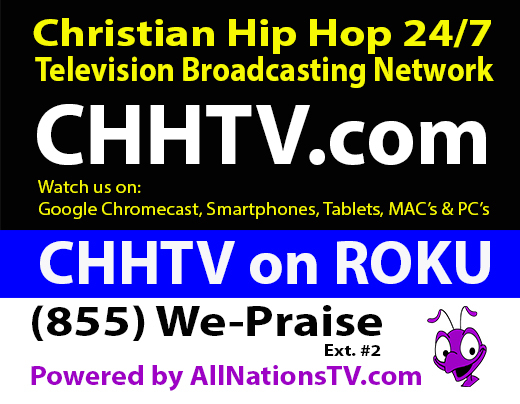 Christian Hip Hop 24/7
Television Broadcasting Network
CHHTV.com
Watch us on:
Google Chromecast, Smartphones, Tablets, MAC's & PC's
CHHTV on ROKU
(855) We-Praise
Ext. #2
Powered by AllNationsTV.com